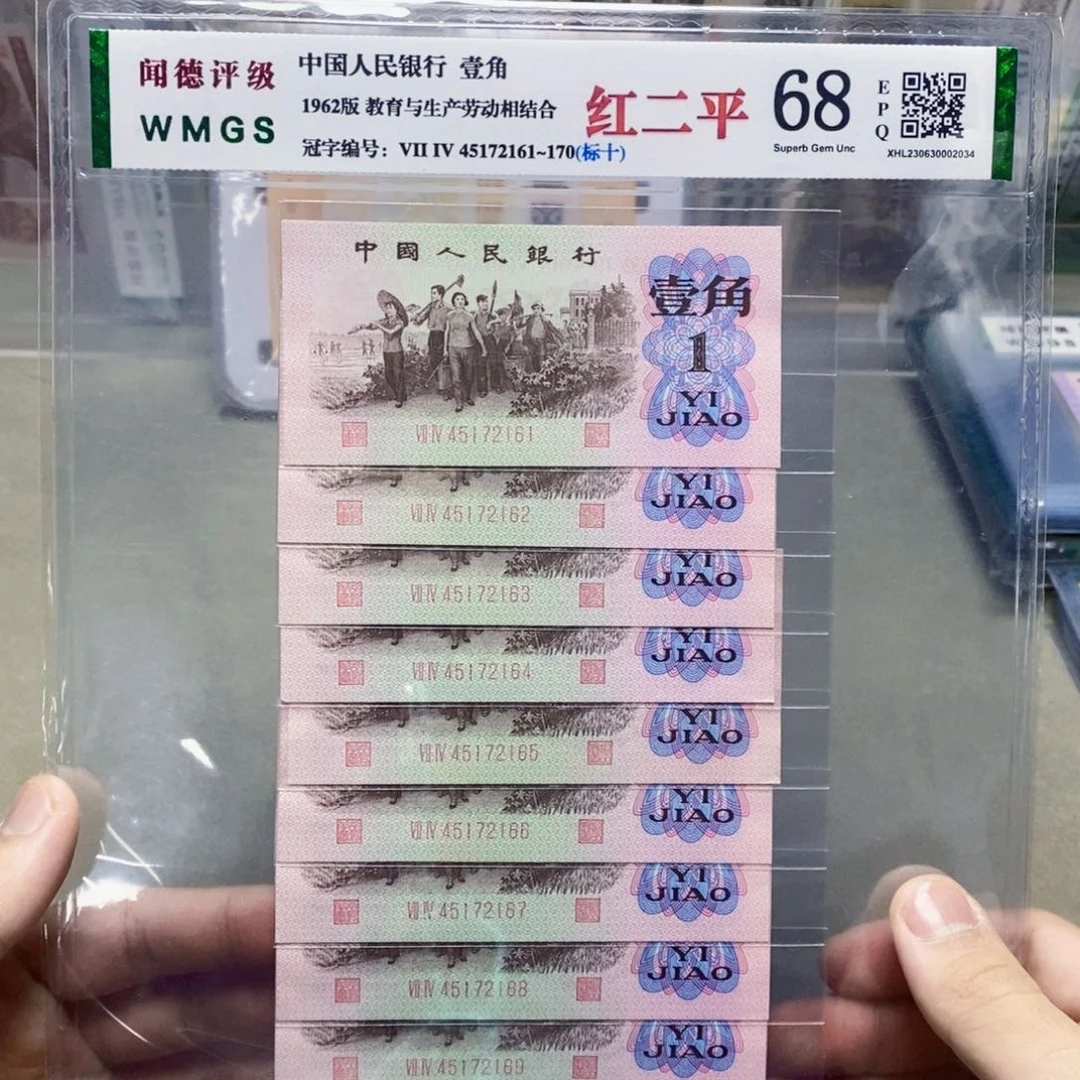 闻德评级
WMGS
中国人民银行 壹角
1962版 教育与生产劳动相结合
冠字编号：VII IV 45172161~170(标十)
红二平
68
Superb Gem Unc
EPQ
XHL230630002034
中國人民銀行
壹角
1
YI
JIAO
VII IV 45172161
YI
JIAO
VII IV 45172162
YI
JIAO
VII IV 45172163
YI
JIAO
VII IV 45172164
YI
JIAO
VII IV 45172165
YI
JIAO
VII IV 45172166
YI
JIAO
VII IV 45172167
YI
JIAO
VII IV 45172168
YI
JIAO
VII IV 45172169